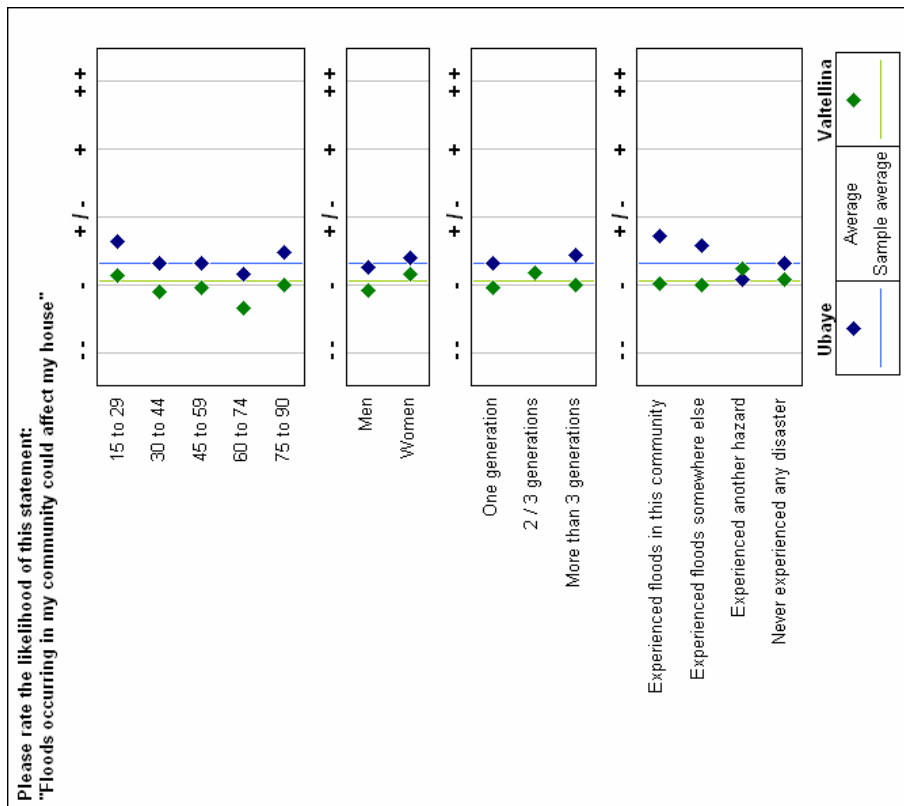 Please rate the likelihood of this statement:
"Floods occurring in my community could affect my house"
- - - + / - + + +
15 to 29
30 to 44
45 to 59
60 to 74
75 to 90
- - - + / - + + +
Men
Women
- - - + / - + + +
One generation
2 / 3 generations
More than 3 generations
- - - + / - + + +
Experienced floods in this community
Experienced floods somewhere else
Experienced another hazard
Never experienced any disaster
Ubaye Valtellina
Average
Sample average